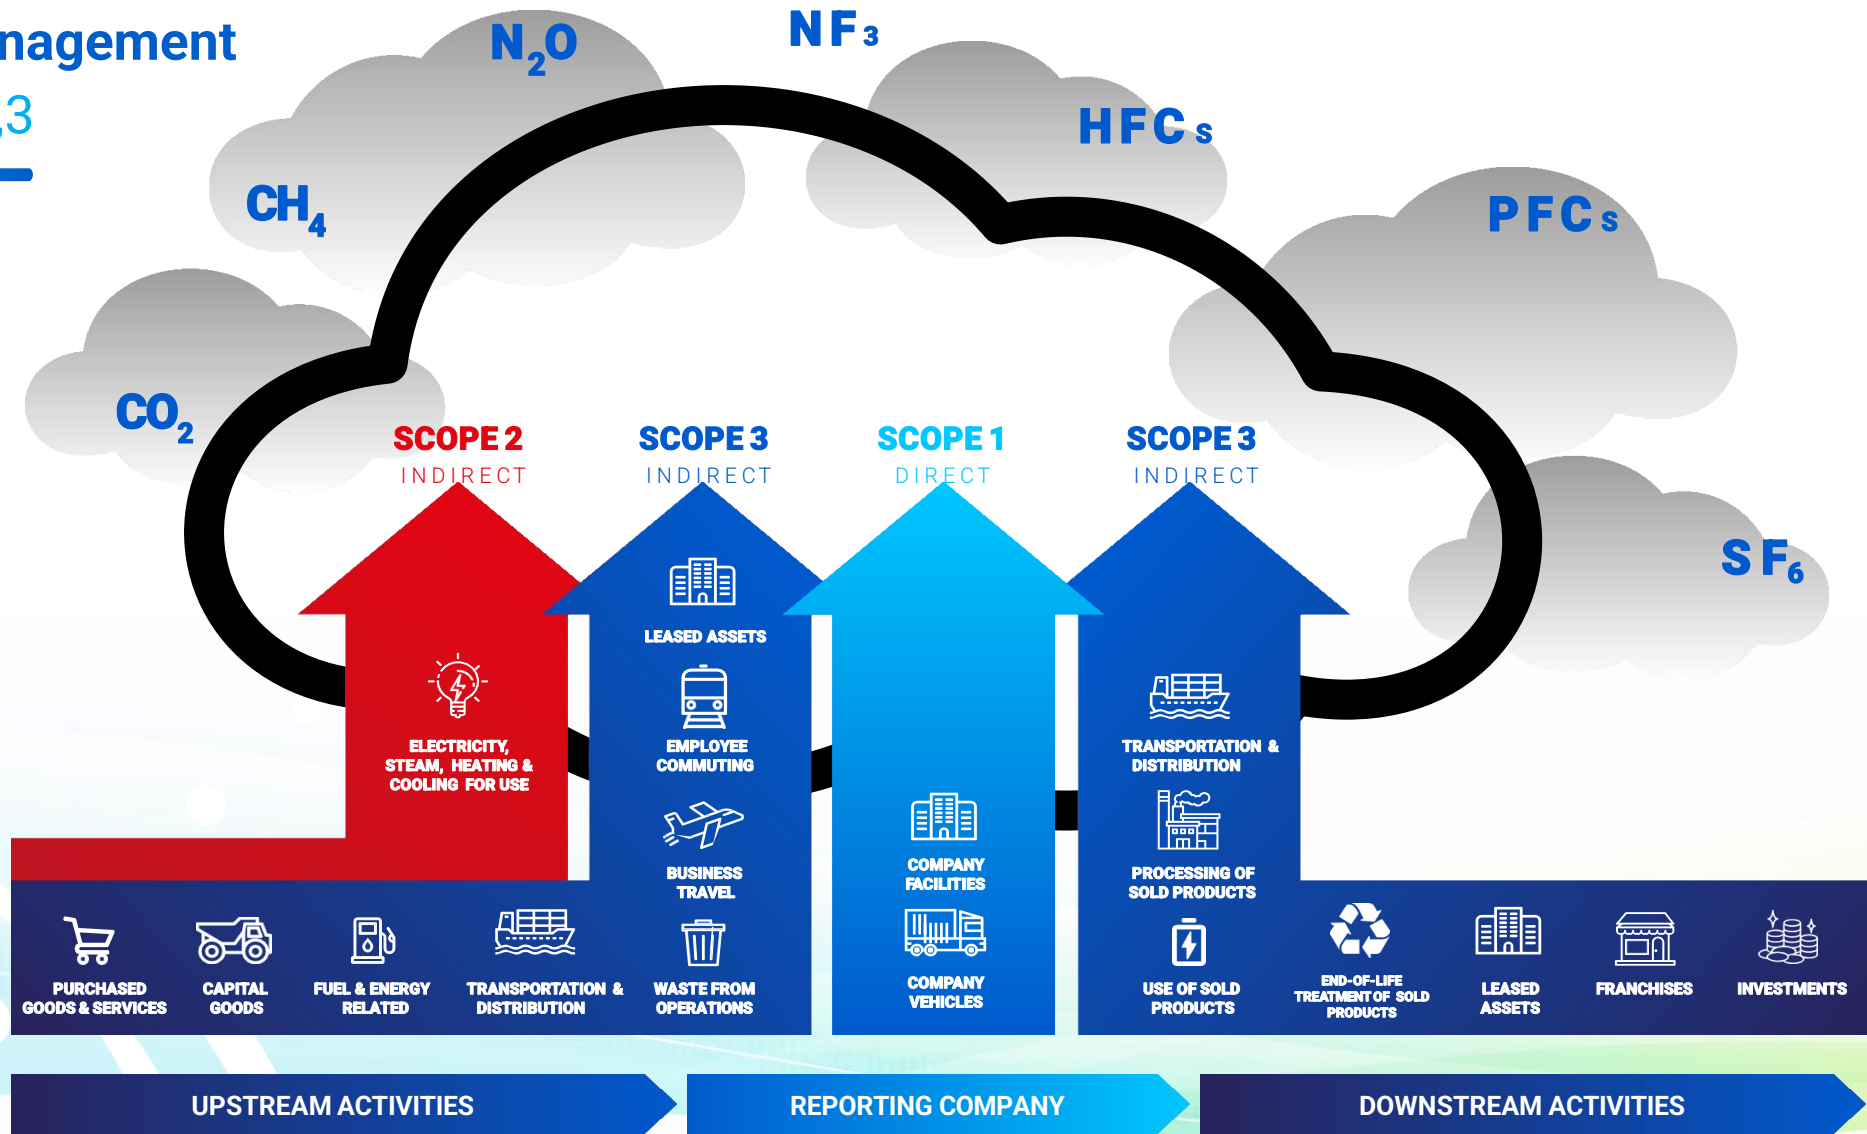 nagement
,3
N2O
NF3
HFCs
CH4
PFCs
CO2
SF6
SCOPE 2
INDIRECT
SCOPE 3
INDIRECT
SCOPE 1
DIRECT
SCOPE 3
INDIRECT
ELECTRICITY,
STEAM, HEATING &
COOLING FOR USE
LEASED ASSETS
EMPLOYEE
COMMUTING
BUSINESS
TRAVEL
COMPANY
FACILITIES
TRANSPORTATION &
DISTRIBUTION
PROCESSING OF
SOLD PRODUCTS
PURCHASED
GOODS & SERVICES
CAPITAL
GOODS
FUEL & ENERGY
RELATED
TRANSPORTATION &
DISTRIBUTION
WASTE FROM
OPERATIONS
COMPANY
VEHICLES
USE OF SOLD
PRODUCTS
END-OF-LIFE
TREATMENT OF SOLD
PRODUCTS
LEASED
ASSETS
FRANCHISES
INVESTMENTS
UPSTREAM ACTIVITIES
REPORTING COMPANY
DOWNSTREAM ACTIVITIES